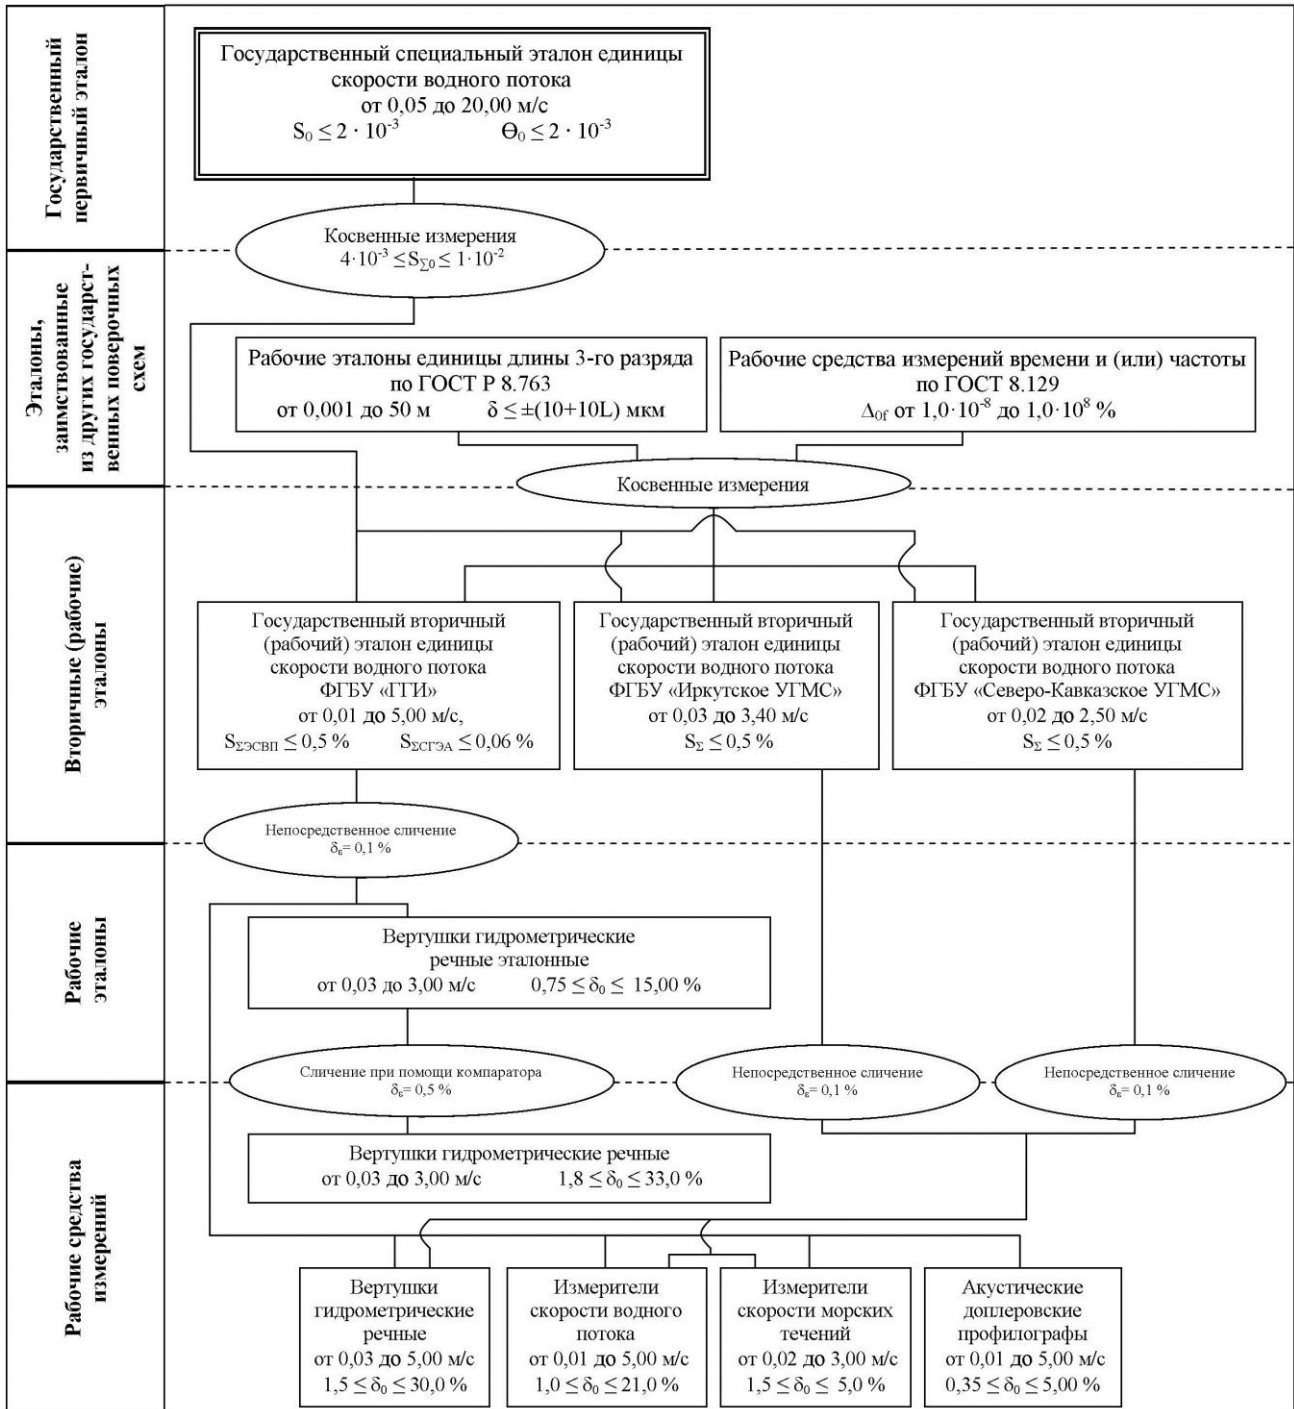 Государственный
первичный эталон
Государственный специальный эталон единицы
скорости водного потока
от 0,05 до 20,00 м/с
S₀ ≤ 2 · 10⁻³ Ө₀ ≤ 2 · 10⁻³
Косвенные измерения
4·10⁻³ ≤S∑₀ ≤ 1·10⁻²
Эталоны,
заимствованные
из других государст-
венных поверочных
схем
Рабочие эталоны единицы длины 3-го разряда
по ГОСТ Р 8.763
от 0,001 до 50 м δ ≤ ±(10+10L) мкм
Рабочие средства измерений времени и (или) частоты
по ГОСТ 8.129
Δ0f от 1,0·10⁻⁸ до 1,0·10⁸ %
Косвенные измерения
Вторичные (рабочие)
эталоны
Государственный вторичный
(рабочий) эталон единицы
скорости водного потока
ФГБУ «ГГИ»
от 0,01 до 5,00 м/с,
SΣЭСВП ≤ 0,5 % SΣСГЭА ≤ 0,06 %
Государственный вторичный
(рабочий) эталон единицы
скорости водного потока
ФГБУ «Иркутское УГМС»
от 0,03 до 3,40 м/с
SΣ ≤ 0,5 %
Государственный вторичный
(рабочий) эталон единицы
скорости водного потока
ФГБУ «Северо-Кавказское УГМС»
от 0,02 до 2,50 м/с
SΣ ≤ 0,5 %
Непосредственное сличение
δε= 0,1 %
Рабочие
эталоны
Вертушки гидрометрические
речные эталонные
от 0,03 до 3,00 м/с 0,75 ≤ δ₀ ≤ 15,00 %
Сличение при помощи компаратора
δε= 0,5 %
Непосредственное сличение
δε= 0,1 %
Непосредственное сличение
δε= 0,1 %
Рабочие средства
измерений
Вертушки гидрометрические речные
от 0,03 до 3,00 м/с 1,8 ≤ δ₀ ≤ 33,0 %
Вертушки
гидрометрические
речные
от 0,03 до 5,00 м/с
1,5 ≤ δ₀ ≤ 30,0 %
Измерители
скорости водного
потока
от 0,01 до 5,00 м/с
1,0 ≤ δ₀ ≤ 21,0 %
Измерители
скорости морских
течений
от 0,02 до 3,00 м/с
1,5 ≤ δ₀ ≤ 5,0 %
Акустические
доплеровские
профилографы
от 0,01 до 5,00 м/с
0,35 ≤ δ₀ ≤ 5,00 %